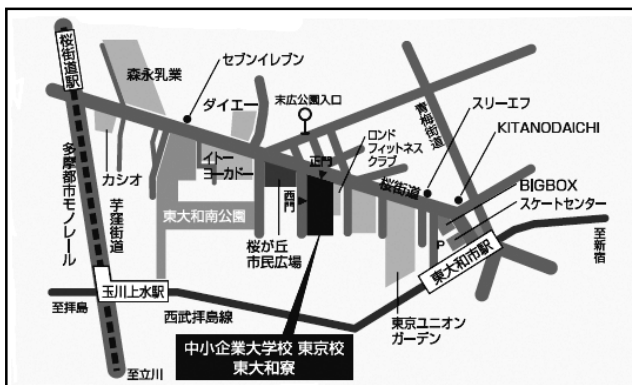 桜街道駅
森永乳業
セブンイレブン
ダイエー
末広公園入口
青梅街道
スリーエフ
KITANODAICHI
ロンド
フィットネス
クラブ
正門
カシオ
イトー
ヨーカドー
西門
桜街道
BIGBOX
スケートセンター
P
多摩都市モノレール
芋窪街道
東大和南公園
桜が丘
市民広場
東大和市駅
至新宿
玉川上水駅
至拝島
西武拝島線
東京ユニオン
ガーデン
中小企業大学校 東京校
東大和寮
至立川